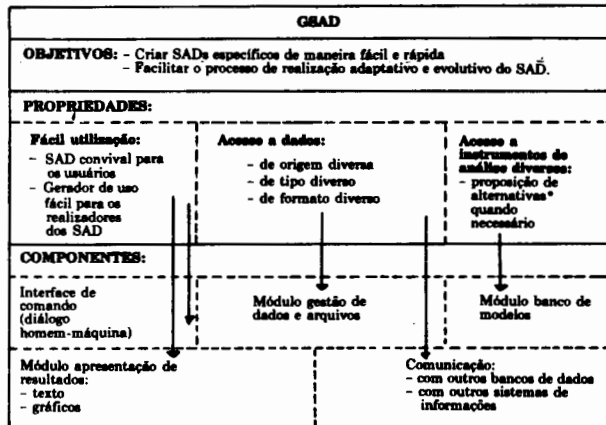 GSAD
OBJETIVOS: - Criar SADs específicos de maneira fácil e rápida
- Facilitar o processo de realização adaptativo e evolutivo do SAD.
PROPRIEDADES:
Fácil utilização:
- SAD convival para
os usuários
- Gerador de uso
fácil para os
realizadores
dos SAD
Acesso a dados:
- de origem diversa
- de tipo diverso
- de formato diverso
Acesso a
instrumentos de
análise diversos:
- proposição de
alternativas*
quando
necessário
COMPONENTES:
Interface de
comando
(diálogo
homem-máquina)
Módulo gestão de
dados e arquivos
Módulo banco de
modelos
Módulo apresentação de
resultados:
- texto
- gráficos
Comunicação:
- com outros bancos de dados
- com outros sistemas de
informações